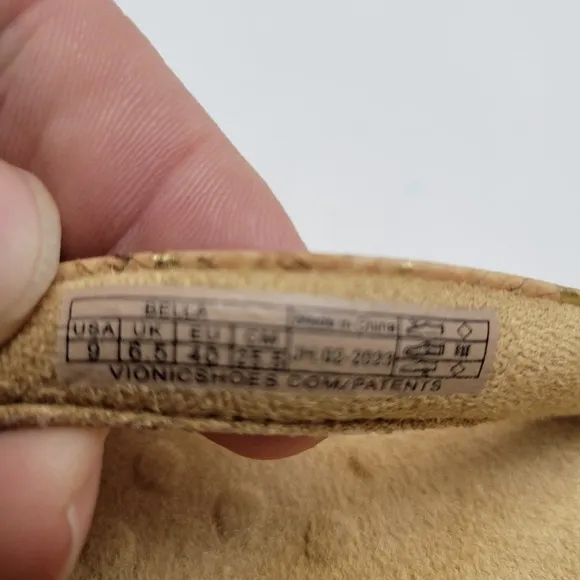 BELLA Made in China
USA UK EU CM
9 6.5 40 25.5 02-2023
VIONICSHOES.COM/PATENTS